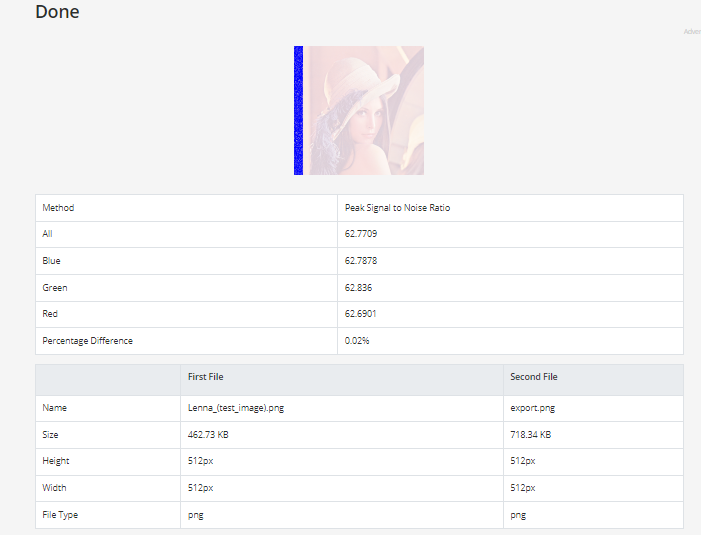 Done
Adver
Method Peak Signal to Noise Ratio
All 62.7709
Blue 62.7878
Green 62.836
Red 62.6901
Percentage Difference 0.02%
First File Second File
Name Lenna_(test_image).png export.png
Size 462.73 KB 718.34 KB
Height 512px 512px
Width 512px 512px
File Type png png